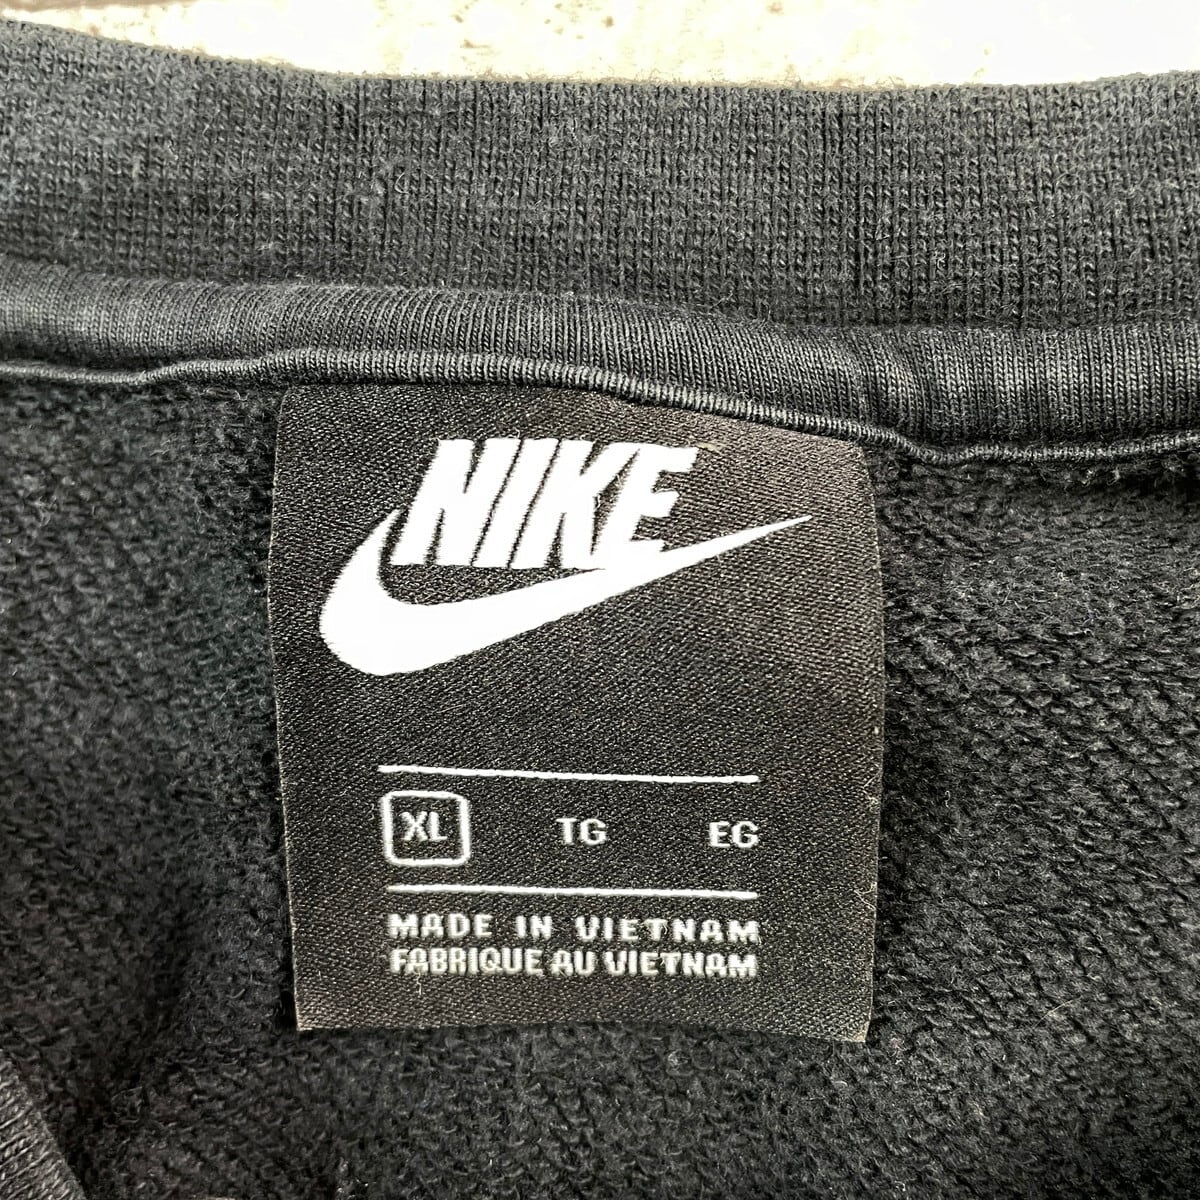 NIKE
XL TG EG
MADE IN VIETNAM
FABRIQUE AU VIETNAM